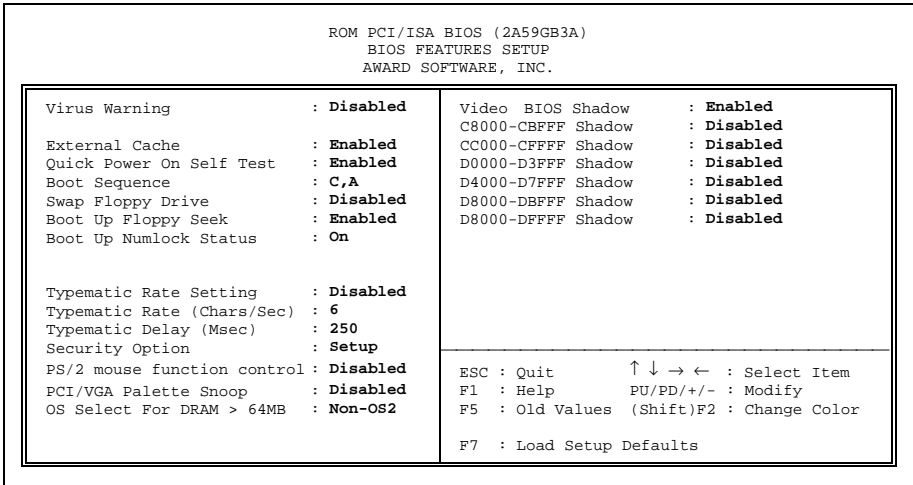 ROM PCI/ISA BIOS (2A59GB3A)
BIOS FEATURES SETUP
AWARD SOFTWARE, INC.
Virus Warning : Disabled
External Cache : Enabled
Quick Power On Self Test : Enabled
Boot Sequence : C,A
Swap Floppy Drive : Disabled
Boot Up Floppy Seek : Enabled
Boot Up Numlock Status : On
Typematic Rate Setting : Disabled
Typematic Rate (Chars/Sec) : 6
Typematic Delay (Msec) : 250
Security Option : Setup
PS/2 mouse function control : Disabled
PCI/VGA Palette Snoop : Disabled
OS Select For DRAM > 64MB : Non-OS2
Video BIOS Shadow : Enabled
C8000-CBFFF Shadow : Disabled
CC000-CFFFF Shadow : Disabled
D0000-D3FFF Shadow : Disabled
D4000-D7FFF Shadow : Disabled
D8000-DBFFF Shadow : Disabled
D8000-DFFFF Shadow : Disabled
ESC : Quit ↑ ↓ → ← : Select Item
F1 : Help PU/PD/+/- : Modify
F5 : Old Values (Shift)F2 : Change Color
F7 : Load Setup Defaults